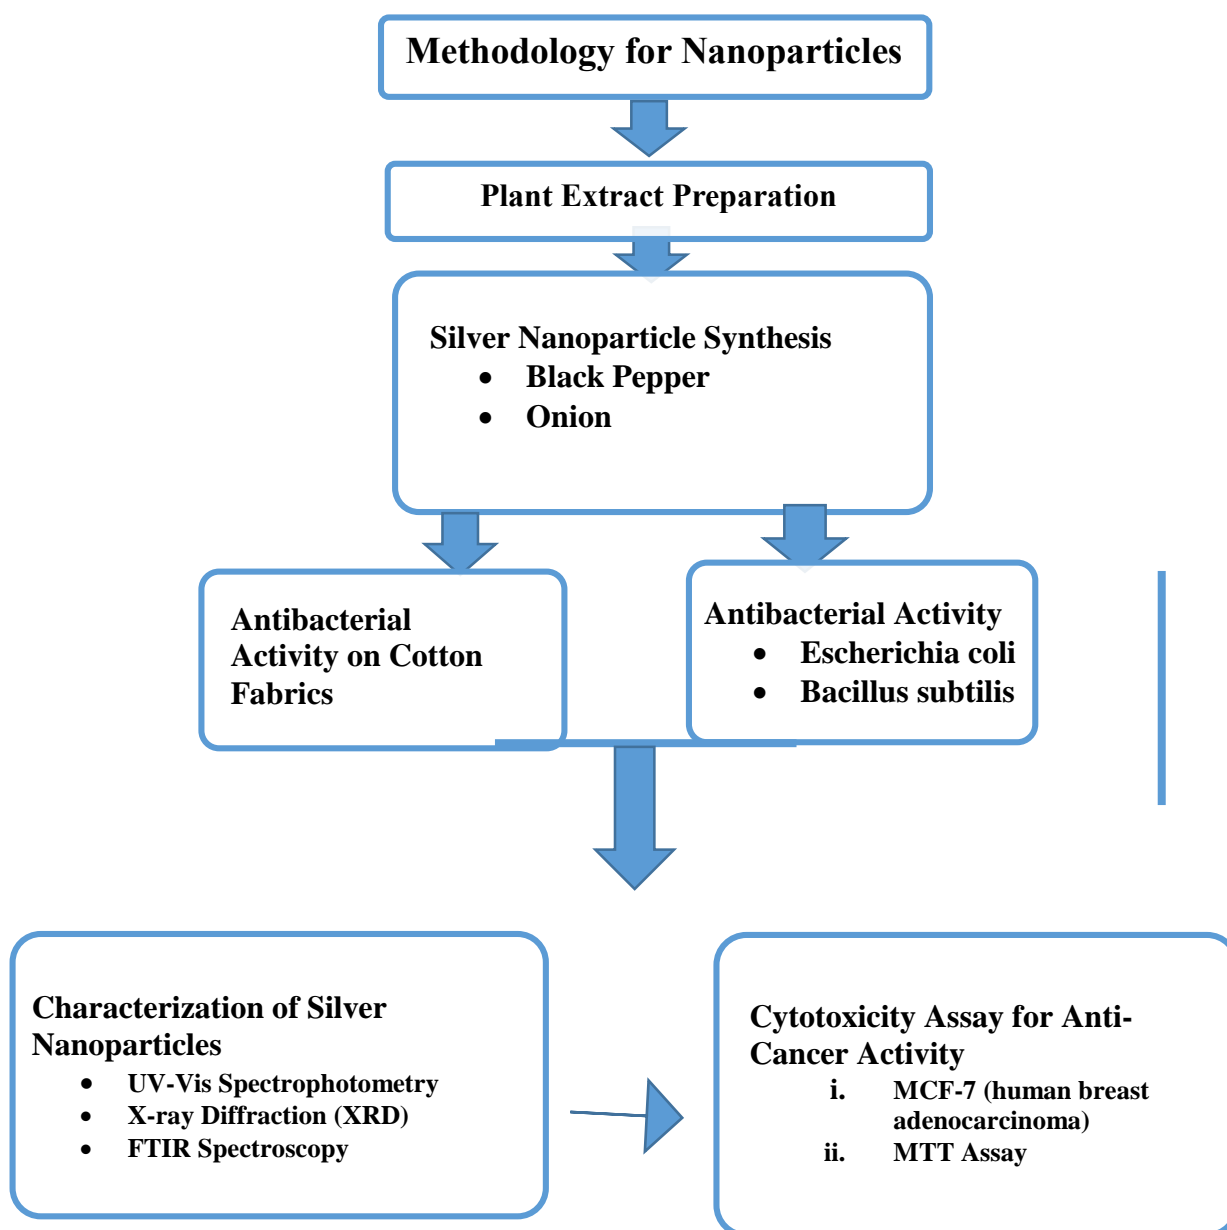 Methodology for Nanoparticles
Plant Extract Preparation
Silver Nanoparticle Synthesis
• Black Pepper
• Onion
Antibacterial
Activity on Cotton
Fabrics
Antibacterial Activity
• Escherichia coli
• Bacillus subtilis
Characterization of Silver
Nanoparticles
• UV-Vis Spectrophotometry
• X-ray Diffraction (XRD)
• FTIR Spectroscopy
Cytotoxicity Assay for Anti-
Cancer Activity
i. MCF-7 (human breast
adenocarcinoma)
ii. MTT Assay